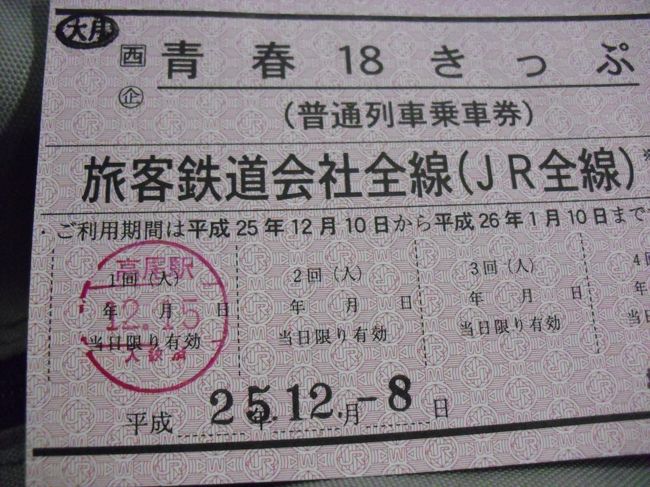 大月
西 青春18きっぷ
企 (普通列車乗車券)
旅客鉄道会社全線(JR全線)※
・ご利用期間は平成25年12月10日から平成26年1月10日まで
1回(人) 2回(人) 3回(人) 4回
年 月 日 年 月 日 年 月 日 年
当日限り有効 当日限り有効 当日限り有効 当日
12.15
平成 25年12月-8日